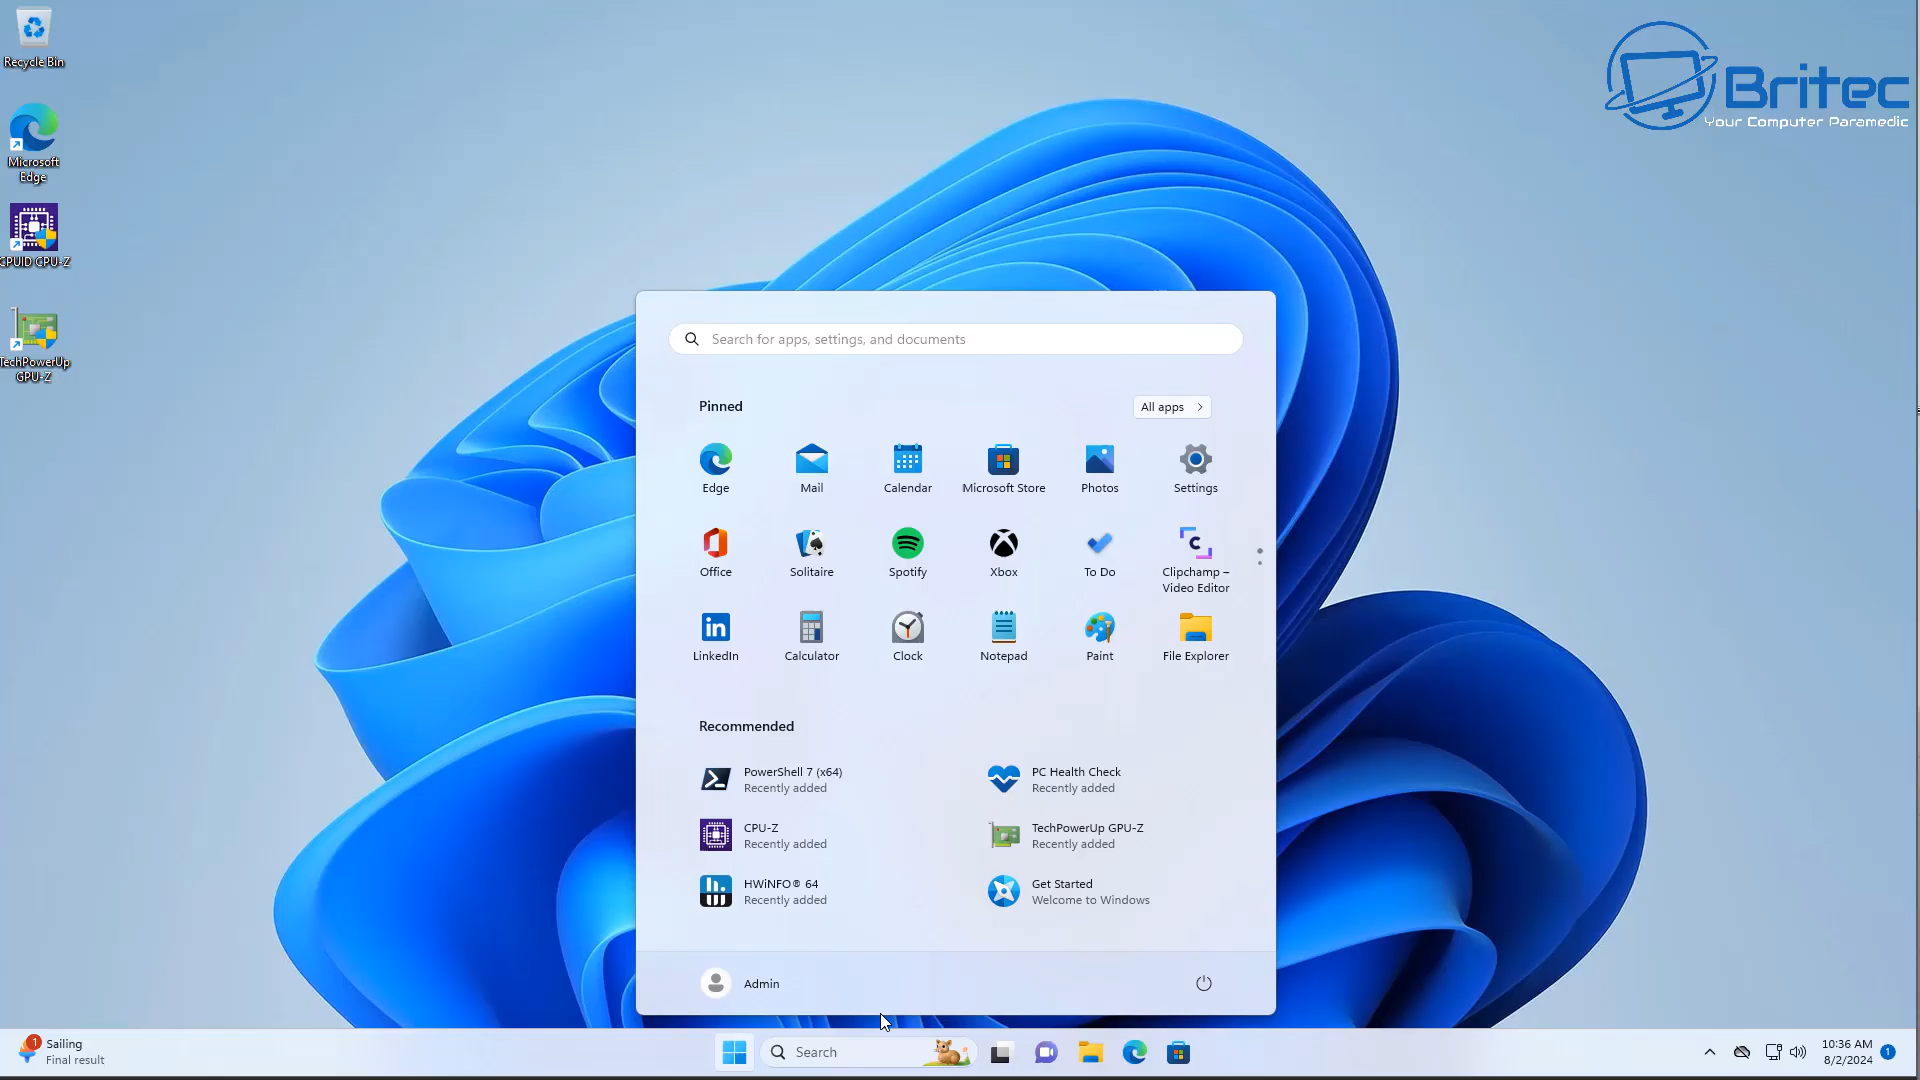 Recycle Bin
Microsoft
Edge
CPUID CPU-Z
TechPowerUp
GPU-Z
Britec
Your Computer Paramedic
Search for apps, settings, and documents
Pinned
All apps
Edge
Mail
Calendar
Microsoft Store
Photos
Settings
Office
Solitaire
Spotify
Xbox
To Do
Clipchamp –
Video Editor
LinkedIn
Calculator
Clock
Notepad
Paint
File Explorer
Recommended
PowerShell 7 (x64)
Recently added
PC Health Check
Recently added
CPU-Z
Recently added
TechPowerUp GPU-Z
Recently added
HWiNFO® 64
Recently added
Get Started
Welcome to Windows
Admin
1
Sailing
Final result
Search
10:36 AM
8/2/2024
1